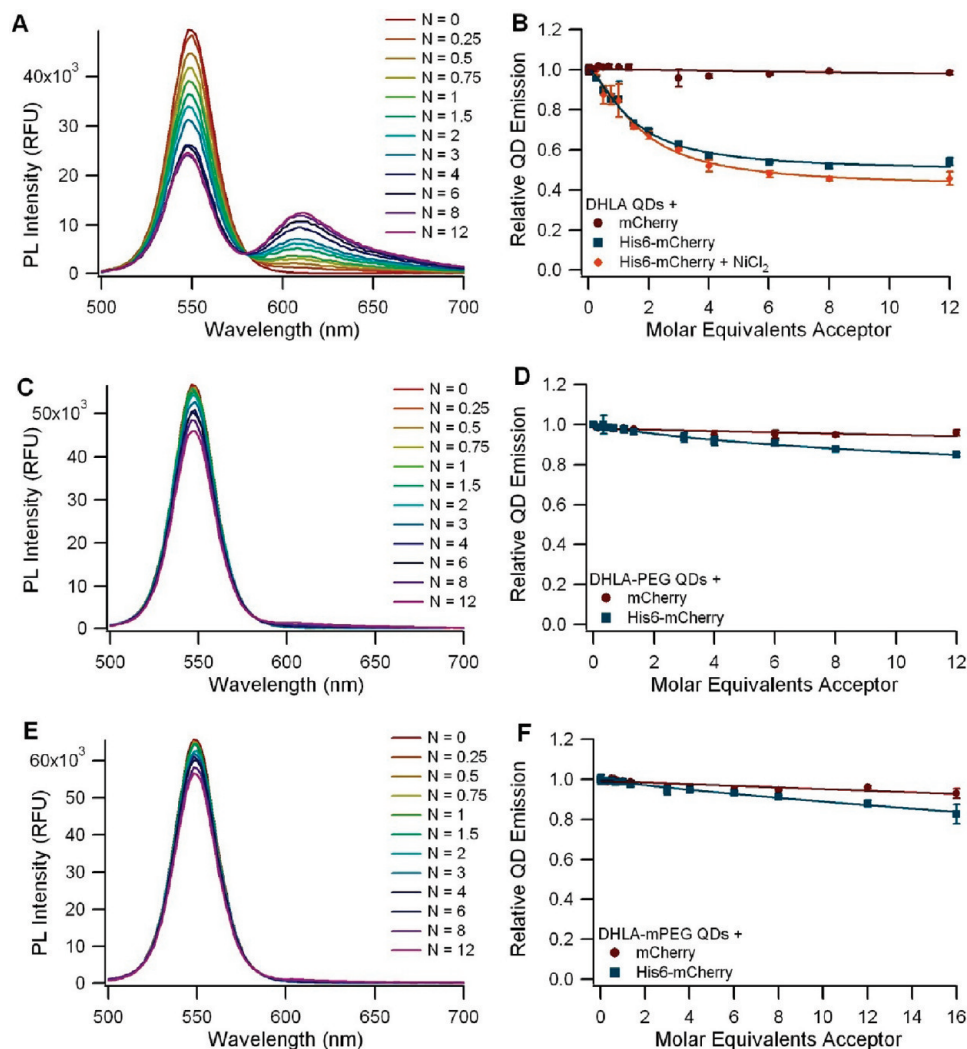 A
PL Intensity (RFU)
40x10³
30
20
10
0
500
550
600
650
700
Wavelength (nm)
N = 0
N = 0.25
N = 0.5
N = 0.75
N = 1
N = 1.5
N = 2
N = 3
N = 4
N = 6
N = 8
N = 12
B
Relative QD Emission
1.2
1.0
0.8
0.6
0.4
0.2
0.0
DHLA QDs +
mCherry
His6-mCherry
His6-mCherry + NiCl₂
0
2
4
6
8
10
12
Molar Equivalents Acceptor
C
PL Intensity (RFU)
50x10³
40
30
20
10
0
500
550
600
650
700
Wavelength (nm)
N = 0
N = 0.25
N = 0.5
N = 0.75
N = 1
N = 1.5
N = 2
N = 3
N = 4
N = 6
N = 8
N = 12
D
Relative QD Emission
1.2
1.0
0.8
0.6
0.4
0.2
0.0
DHLA-PEG QDs +
mCherry
His6-mCherry
0
2
4
6
8
10
12
Molar Equivalents Acceptor
E
PL Intensity (RFU)
60x10³
50
40
30
20
10
0
500
550
600
650
700
Wavelength (nm)
N = 0
N = 0.25
N = 0.5
N = 0.75
N = 1
N = 1.5
N = 2
N = 3
N = 4
N = 6
N = 8
N = 12
F
Relative QD Emission
1.2
1.0
0.8
0.6
0.4
0.2
0.0
DHLA-mPEG QDs +
mCherry
His6-mCherry
0
2
4
6
8
10
12
14
16
Molar Equivalents Acceptor